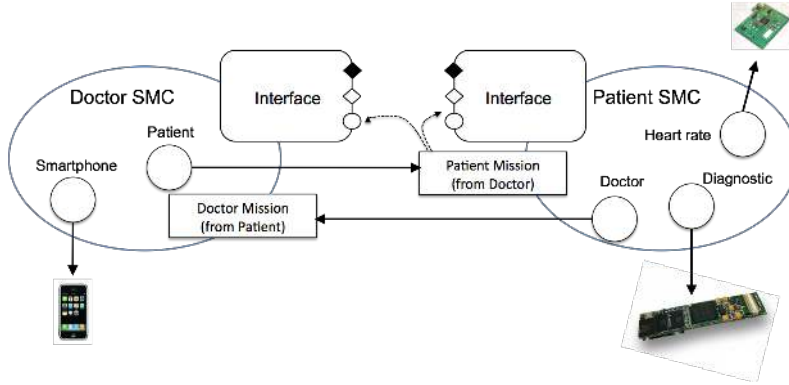 Doctor SMC
Interface
Interface
Patient SMC
Patient
Heart rate
Smartphone
Patient Mission
(from Doctor)
Doctor
Diagnostic
Doctor Mission
(from Patient)